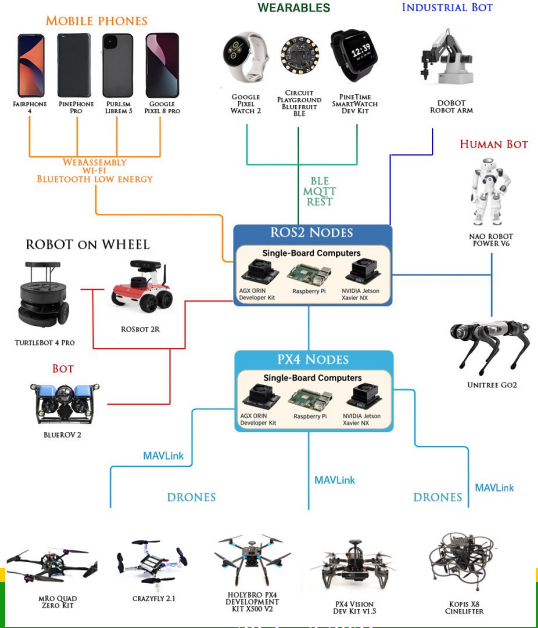 WEARABLES
INDUSTRIAL BOT
MOBILE PHONES
FAIRPHONE
4
PINEPHONE
PRO
PURISM
LIBREM 5
GOOGLE
PIXEL 8 PRO
GOOGLE
PIXEL
WATCH 2
CIRCUIT
PLAYGROUND
BLUEFRUIT
BLE
12:39
PINETIME
SMARTWATCH
DEV KIT
DOBOT
ROBOT ARM
HUMAN BOT
WEBASSEMBLY
WI-FI
BLUETOOTH LOW ENERGY
BLE
MQTT
REST
NAO ROBOT
POWER V6
ROS2 NODES
Single-Board Computers
AGX ORIN
Developer Kit
Raspberry Pi
NVIDIA Jetson
Xavier NX
ROBOT ON WHEEL
TURTLEBOT 4 PRO
ROSBOT 2R
UNITREE GO2
PX4 NODES
Single-Board Computers
AGX ORIN
Developer Kit
Raspberry Pi
NVIDIA Jetson
Xavier NX
BOT
BLUEROV 2
MAVLink
MAVLink
MAVLink
DRONES
DRONES
MRO QUAD
ZERO KIT
CRAZYFLY 2.1
HOLYBRO PX4
DEVELOPMENT
KIT X500 V2
PX4 VISION
DEV KIT V1.5
KOPIS X8
CINELIFTER